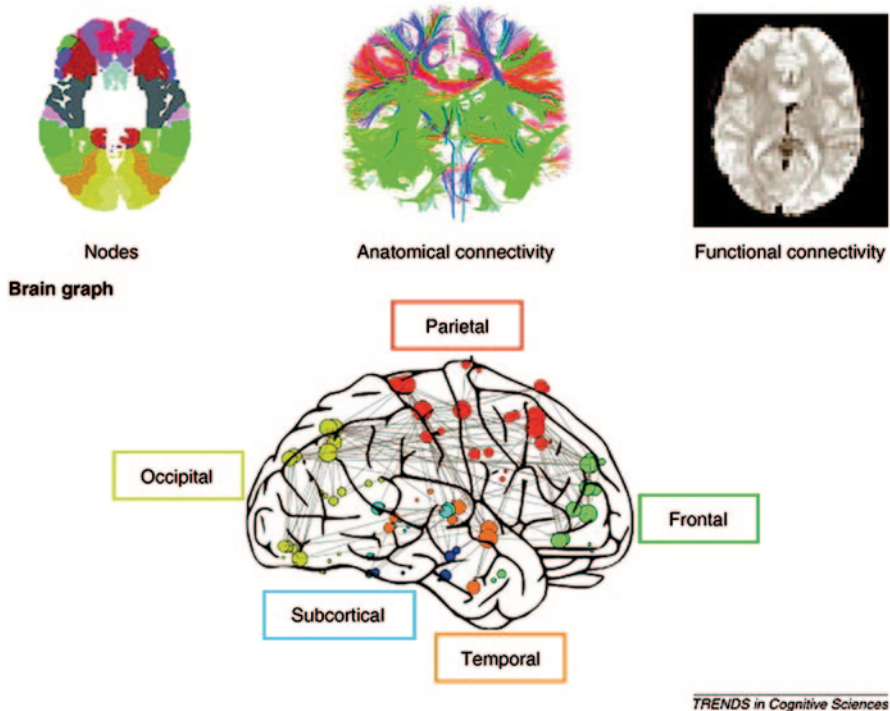 Nodes
Anatomical connectivity
Functional connectivity
Brain graph
Parietal
Occipital
Frontal
Subcortical
Temporal
TRENDS in Cognitive Sciences